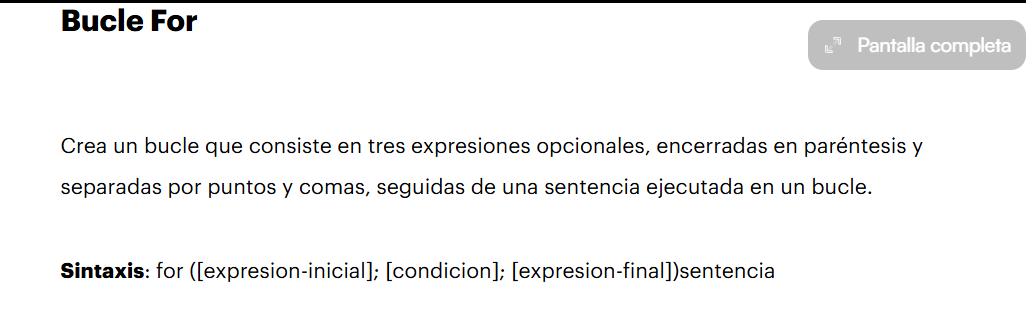 Bucle For
Pantalla completa
Crea un bucle que consiste en tres expresiones opcionales, encerradas en paréntesis y
separadas por puntos y comas, seguidas de una sentencia ejecutada en un bucle.
Sintaxis: for ([expresion-inicial]; [condicion]; [expresion-final])sentencia